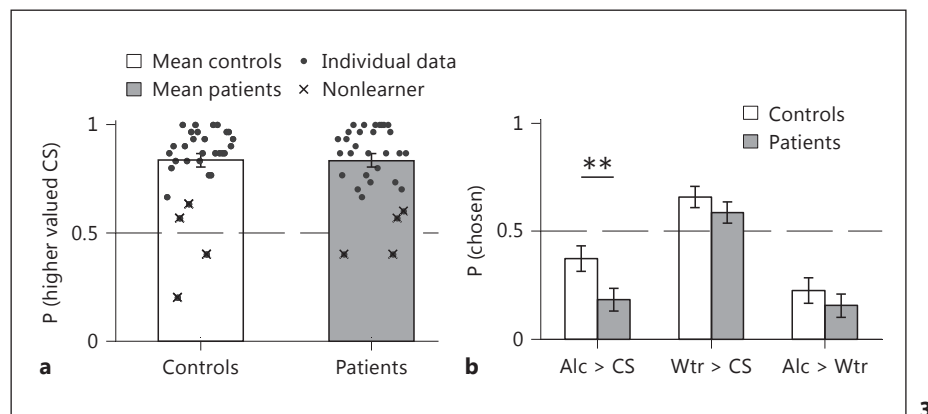 Mean controls Individual data
Mean patients × Nonlearner
1
0.5
0
P (higher valued CS)
Controls Patients
a
Controls
Patients
1
0.5
0
P (chosen)
**
Alc > CS Wtr > CS Alc > Wtr
b
3